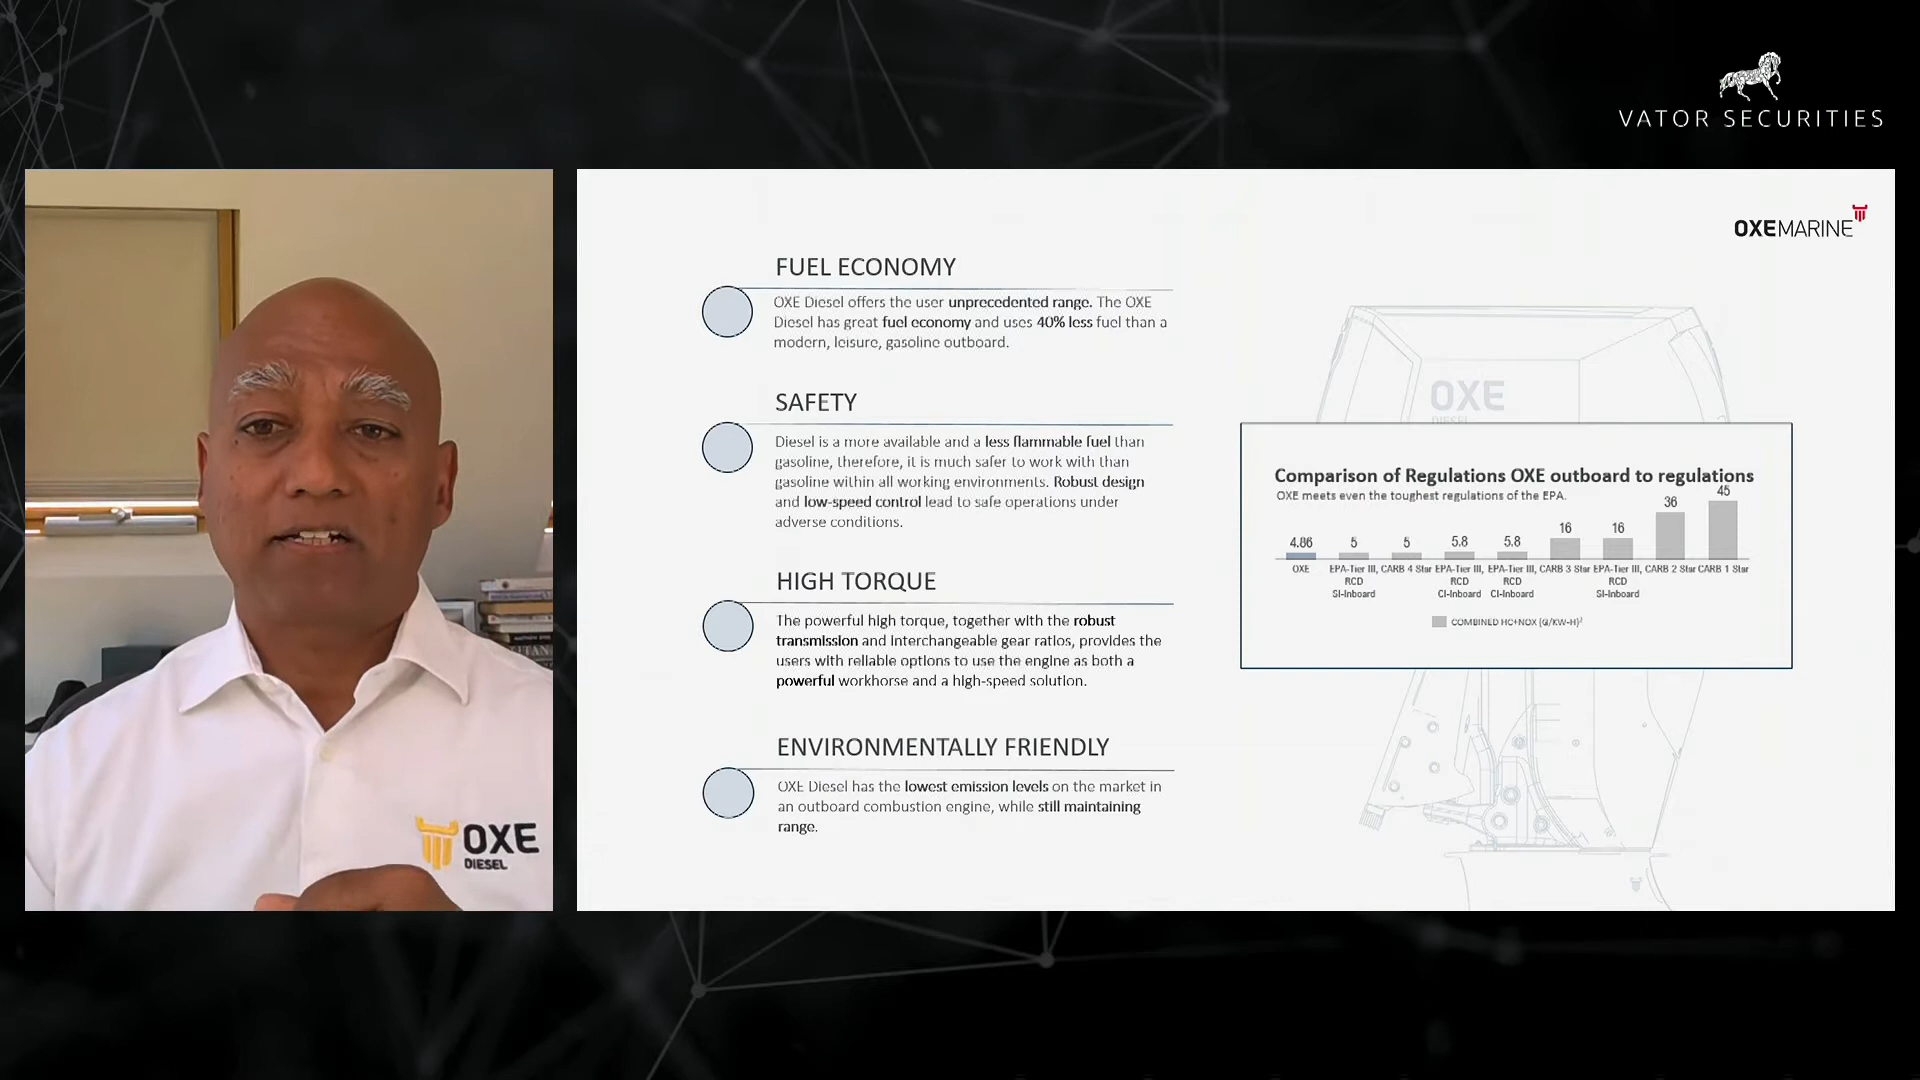 VATOR SECURITIES
OXEMARINE
FUEL ECONOMY
OXE Diesel offers the user unprecedented range. The OXE
Diesel has great fuel economy and uses 40% less fuel than a
modern, leisure, gasoline outboard.
SAFETY
Diesel is a more available and a less flammable fuel than
gasoline, therefore, it is much safer to work with than
gasoline within all working environments. Robust design
and low-speed control lead to safe operations under
adverse conditions.
HIGH TORQUE
The powerful high torque, together with the robust
transmission and interchangeable gear ratios, provides the
users with reliable options to use the engine as both a
powerful workhorse and a high-speed solution.
ENVIRONMENTALLY FRIENDLY
OXE Diesel has the lowest emission levels on the market in
an outboard combustion engine, while still maintaining
range.
OXE
DIESEL
Comparison of Regulations OXE outboard to regulations
OXE meets even the toughest regulations of the EPA.
4.86 5 5 5.8 5.8 16 16 36 45
OXE EPA-Tier III, CARB 4 Star EPA-Tier III, EPA-Tier III, CARB 3 Star EPA-Tier III, CARB 2 Star CARB 1 Star
RCD RCD RCD RCD
SI-Inboard CI-Inboard CI-Inboard SI-Inboard
COMBINED HC+NOX (G/KW-H)
OXE
DIESEL